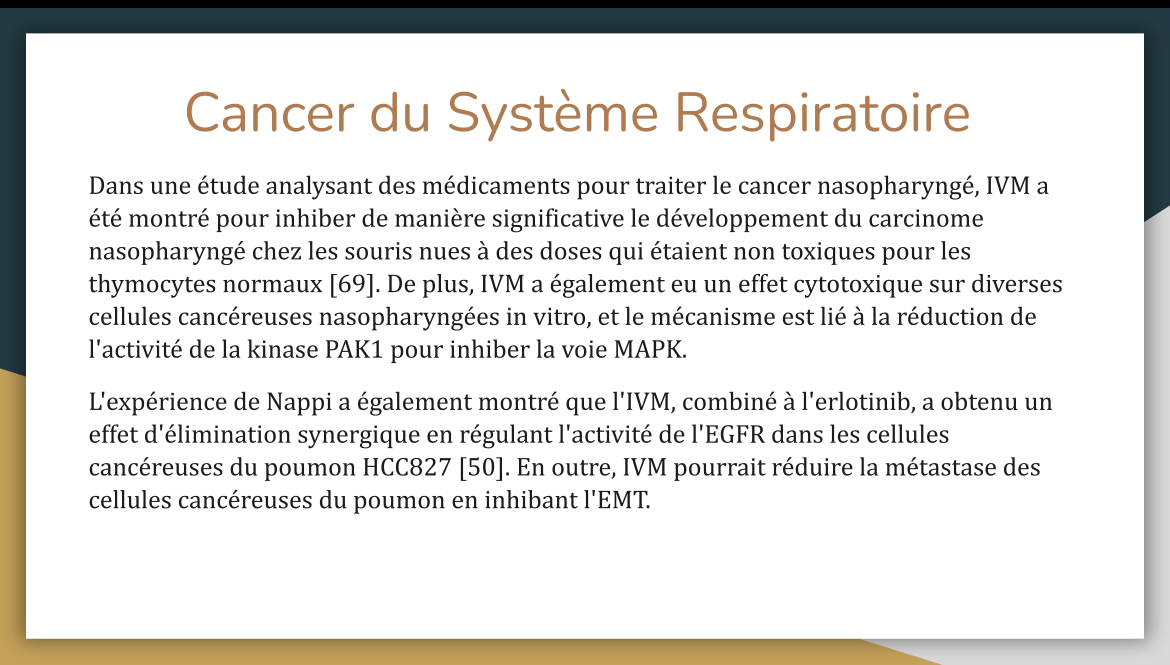 Cancer du Système Respiratoire
Dans une étude analysant des médicaments pour traiter le cancer nasopharyngé, IVM a
été montré pour inhiber de manière significative le développement du carcinome
nasopharyngé chez les souris nues à des doses qui étaient non toxiques pour les
thymocytes normaux [69]. De plus, IVM a également eu un effet cytotoxique sur diverses
cellules cancéreuses nasopharyngées in vitro, et le mécanisme est lié à la réduction de
l'activité de la kinase PAK1 pour inhiber la voie MAPK.
L'expérience de Nappi a également montré que l'IVM, combiné à l'erlotinib, a obtenu un
effet d'élimination synergique en régulant l'activité de l'EGFR dans les cellules
cancéreuses du poumon HCC827 [50]. En outre, IVM pourrait réduire la métastase des
cellules cancéreuses du poumon en inhibant l'EMT.